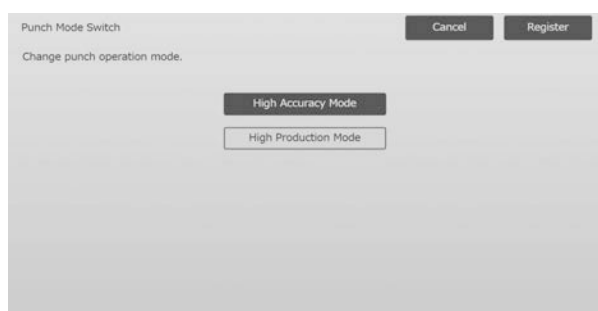 Punch Mode Switch
Cancel
Register
Change punch operation mode.
High Accuracy Mode
High Production Mode